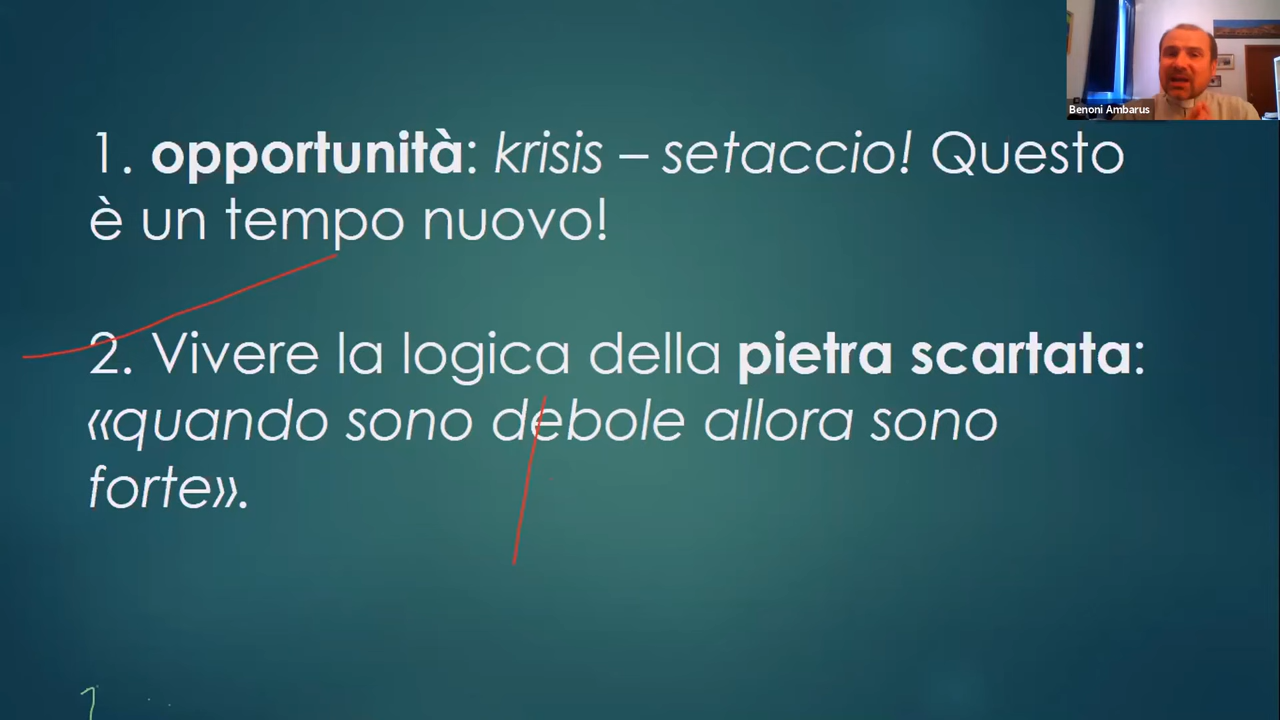 Benoni Ambarus
1. opportunità: krisis – setaccio! Questo
è un tempo nuovo!
2. Vivere la logica della pietra scartata:
«quando sono debole allora sono
forte».